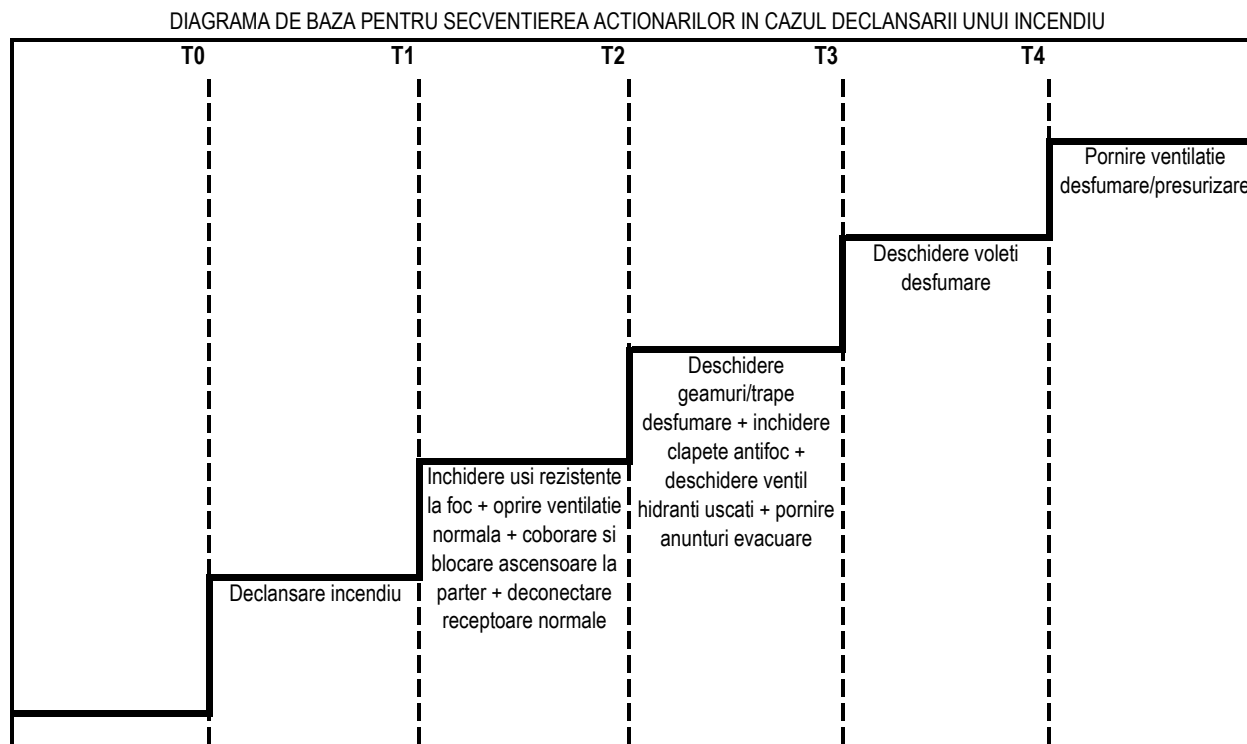 DIAGRAMA DE BAZA PENTRU SECVENTIEREA ACTIONARILOR IN CAZUL DECLANSARII UNUI INCENDIU
T0 T1 T2 T3 T4
Declansare incendiu
Inchidere usi rezistente
la foc + oprire ventilatie
normala + coborare si
blocare ascensoare la
parter + deconectare
receptoare normale
Deschidere
geamuri/trape
desfumare + inchidere
clapete antifoc +
deschidere ventil
hidranti uscati + pornire
anunturi evacuare
Deschidere voleti
desfumare
Pornire ventilatie
desfumare/presurizare